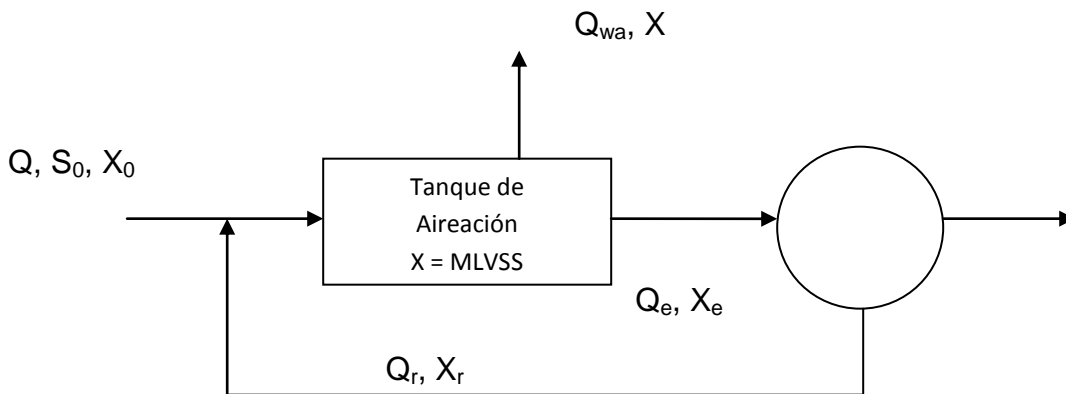 Qwa, X
Q, S0, X0
Tanque de
Aireación
X = MLVSS
Qe, Xe
Qr, Xr